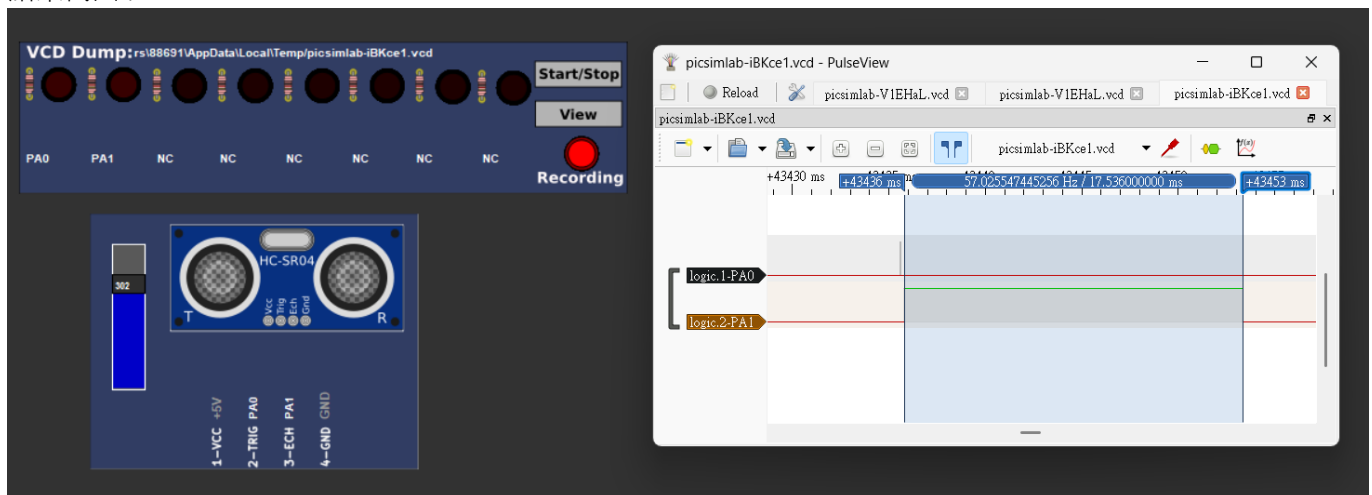 VCD Dump:rs\88691\AppData\Local\Temp/picsimlab-iBKce1.vcd
Start/Stop
View
Recording
PA0 PA1 NC NC NC NC NC NC
HC-SR04
Vcc
Trig
Ech
Gnd
T
R
302
1-VCC +5V
2-TRIG PA0
3-ECH PA1
4-GND GND
picsimlab-iBKce1.vcd - PulseView
Reload picsimlab-V1EHaL.vcd picsimlab-V1EHaL.vcd picsimlab-iBKce1.vcd
picsimlab-iBKce1.vcd
picsimlab-iBKce1.vcd
+43430 ms
+43436 ms 57.025547445256 Hz / 17.536000000 ms +43453 ms
logic.1-PA0
logic.2-PA1